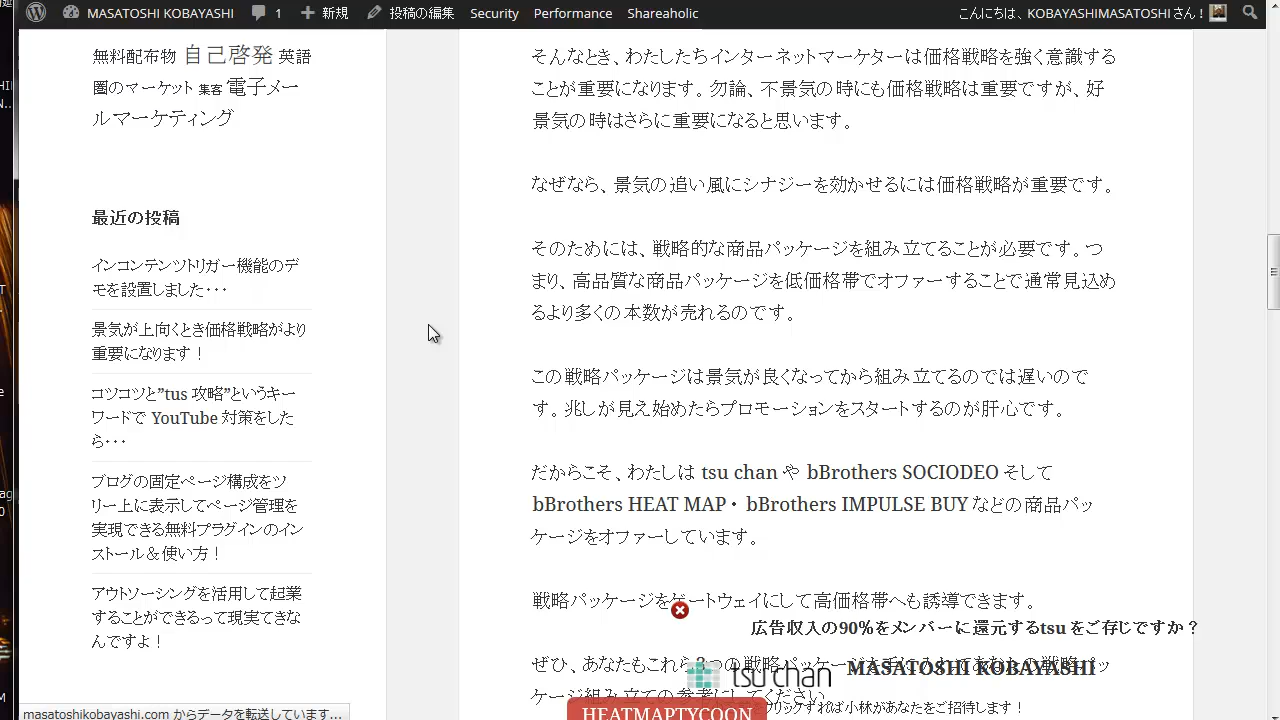 MASATOSHI KOBAYASHI 1 新規 投稿の編集 Security Performance Shareaholic こんにちは、KOBAYASHIMASATOSHI さん！
無料配布物 自己啓発 英語
圏のマーケット 集客 電子メー
ルマーケティング
最近の投稿
インコンテンツトリガー機能のデ
モを設置しました･･･
景気が上向くとき価格戦略がより
重要になります！
コツコツと”tus 攻略”というキー
ワードで YouTube 対策をした
ら･･･
ブログの固定ページ構成をツ
リー上に表示してページ管理を
実現できる無料プラグインのイン
ストール＆使い方！
アウトソーシングを活用して起業
することができるって現実できな
んですよ！
そんなとき、わたしたちインターネットマーケターは価格戦略を強く意識する
ことが重要になります。勿論、不景気の時にも価格戦略は重要ですが、好
景気の時はさらに重要になると思います。
なぜなら、景気の追い風にシナジーを効かせるには価格戦略が重要です。
そのためには、戦略的な商品パッケージを組み立てることが必要です。つ
まり、高品質な商品パッケージを低価格帯でオファーすることで通常見込め
るより多くの本数が売れるのです。
この戦略パッケージは景気が良くなってから組み立てるのでは遅いので
す。兆しが見え始めたらプロモーションをスタートするのが肝心です。
だからこそ、わたしは tsu chan や bBrothers SOCIODEO そして
bBrothers HEAT MAP・ bBrothers IMPULSE BUY などの商品パッ
ケージをオファーしています。
戦略パッケージをゲートウェイにして高価格帯へも誘導できます。
広告収入の90%をメンバーに還元するtsu をご存じですか？
ぜひ、あなたもこれら3つの戦略パッケージ
MASATOSHI KOBAYASHI
tsu chan
ケージ組み立ての参考にしてください。
クリックすれば小林があなたをご招待します！
HEATMAPTYCOON
masatoshikobayashi.com からデータを転送しています...